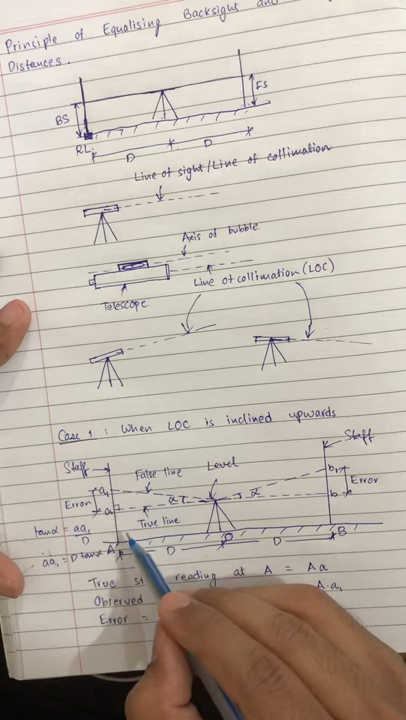 Principle of Equalising Backsight and
Distances.
BS
FS
RL
D
D
Line of sight/Line of collimation
Axis of bubble
Line of collimation (LOC)
Telescope
Case 1 : When LOC is inclined upwards
Staff
Staff
False line
Level
a1
b1
Error
α
α
Error
a
b
True line
tanα = aa1
D
∴ aa1 = D tanα
A
D
O
D
B
True st reading at A = Aa
Observed
A.a1
Error =